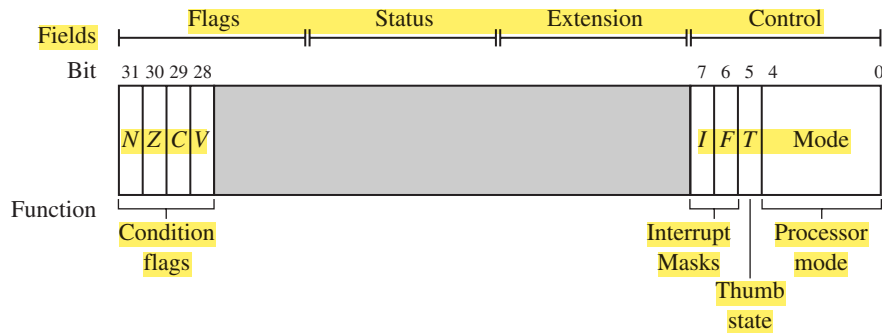 Fields Flags Status Extension Control
Bit 31 30 29 28 7 6 5 4 0
N Z C V I F T Mode
Function
Condition
flags
Interrupt
Masks
Thumb
state
Processor
mode